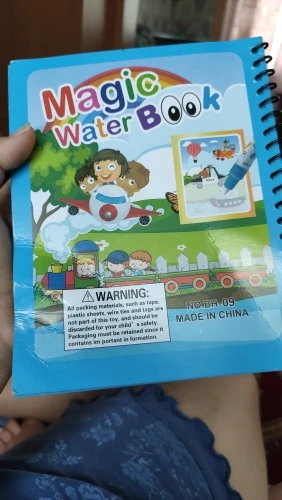 Magic
Water Book
WARNING:
All packing materials, such as tape,
plastic sheets, wire ties and tags are
not part of this toy, and should be
discarded for your child's safety.
Packaging must be retained since it
contains im portant in formation.
NO.BH-09
MADE IN CHINA